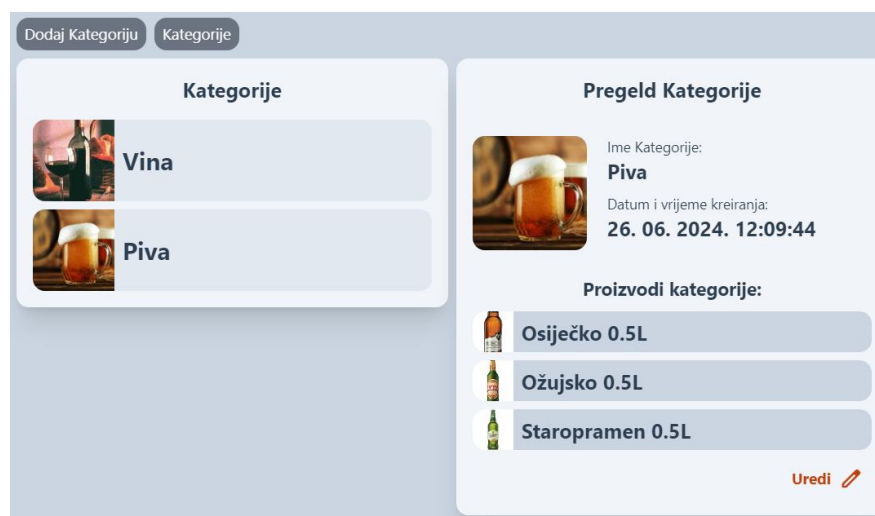 Dodaj Kategoriju
Kategorije
Kategorije
Vina
Piva
Pregeld Kategorije
Ime Kategorije:
Piva
Datum i vrijeme kreiranja:
26. 06. 2024. 12:09:44
Proizvodi kategorije:
Osiječko 0.5L
Ožujsko 0.5L
Staropramen 0.5L
Uredi